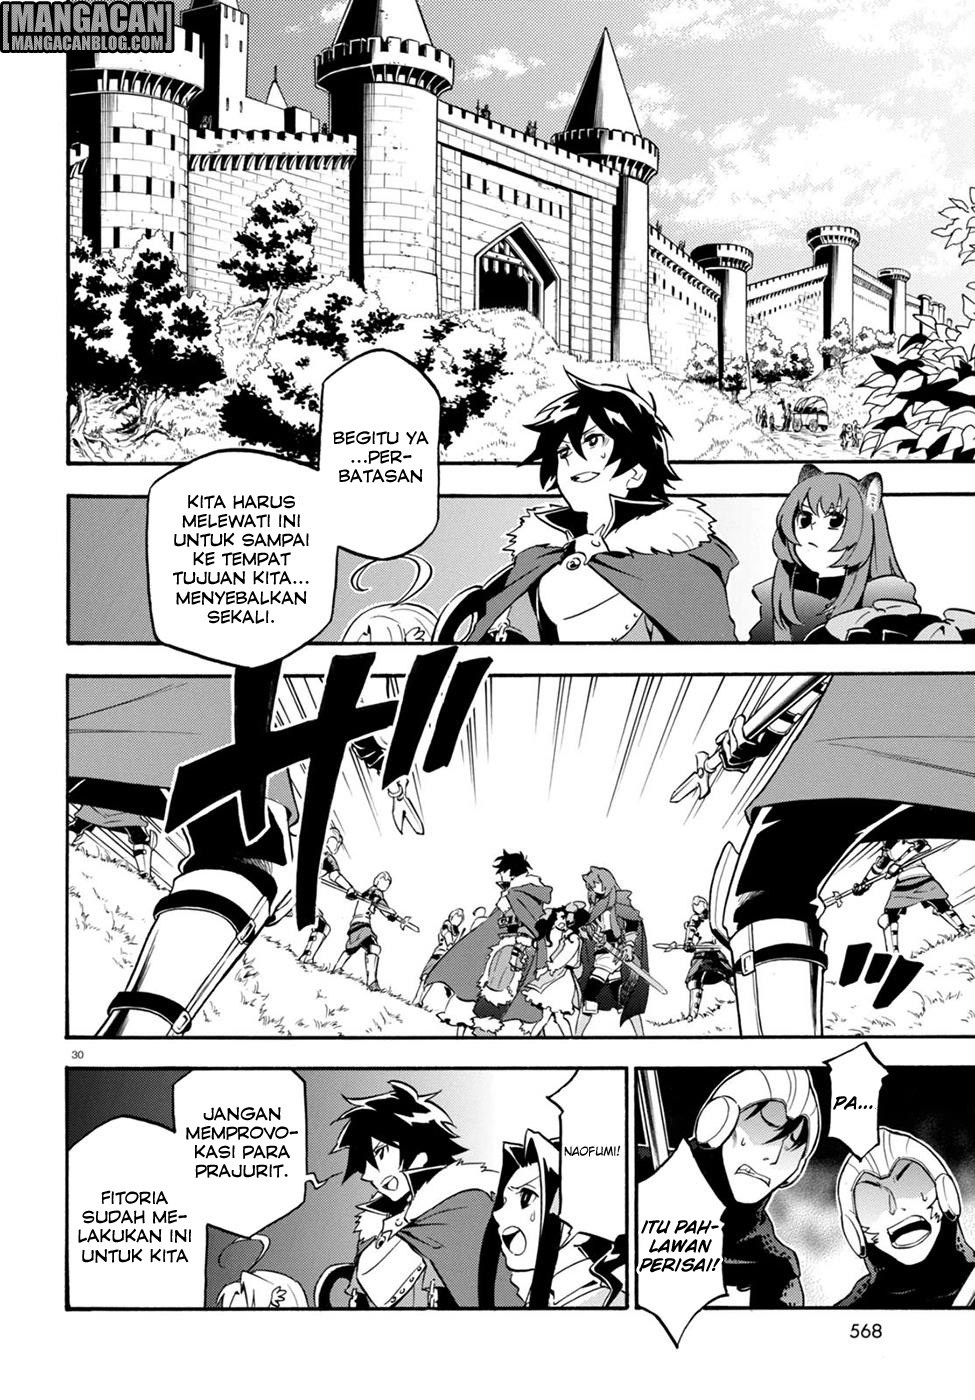 [MANGACAN]
MANGACANBLOG.COM
BEGITU YA
...PER-
BATASAN
KITA HARUS
MELEWATI INI
UNTUK SAMPAI
KE TEMPAT
TUJUAN KITA...
MENYEBALKAN
SEKALI.
ザッ
30
PA...
ITU PAH-
LAWAN
PERISAI!
NAOFUMI!
JANGAN
MEMPROVO-
KASI PARA
PRAJURIT.
FITORIA
SUDAH ME-
LAKUKAN INI
UNTUK KITA
568